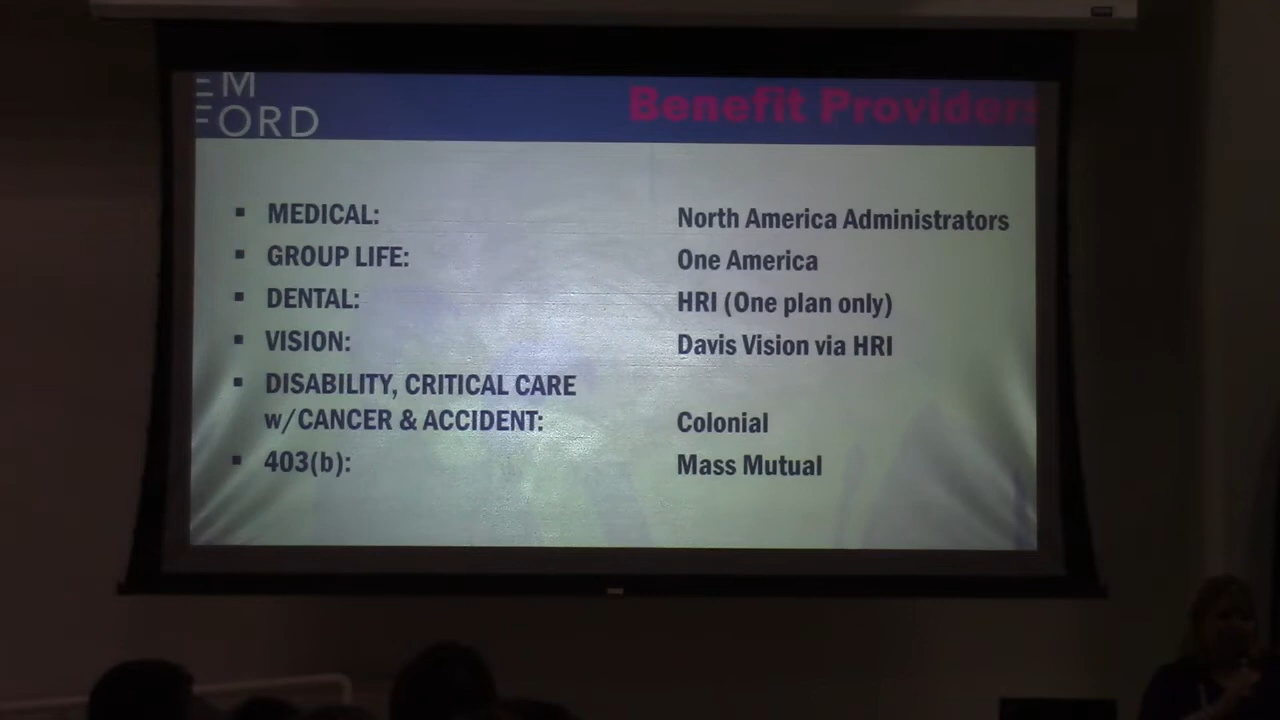 EM
FORD
Benefit Providers
▪ MEDICAL: North America Administrators
▪ GROUP LIFE: One America
▪ DENTAL: HRI (One plan only)
▪ VISION: Davis Vision via HRI
▪ DISABILITY, CRITICAL CARE
w/CANCER & ACCIDENT: Colonial
▪ 403(b): Mass Mutual